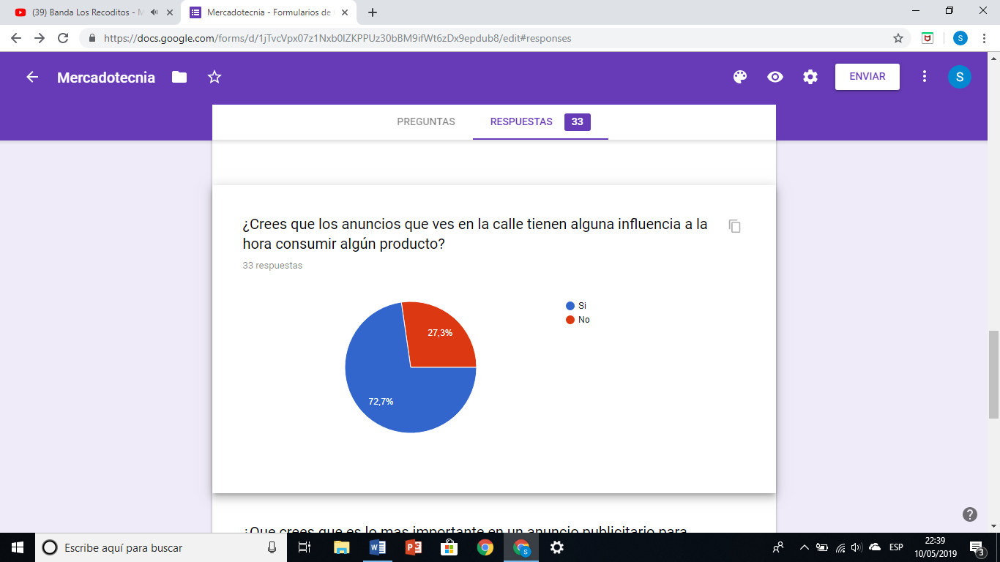 (39) Banda Los Recoditos - M
Mercadotecnia - Formularios de
https://docs.google.com/forms/d/1jTvcVpx07z1Nxb0lZKPPUz30bBM9ifWt6zDx9epdub8/edit#responses
S
Mercadotecnia
ENVIAR
S
PREGUNTAS
RESPUESTAS
33
¿Crees que los anuncios que ves en la calle tienen alguna influencia a la
hora consumir algún producto?
33 respuestas
Si
No
27,3%
72,7%
¿Que crees que es lo mas importante en un anuncio publicitario para
Escribe aquí para buscar
ESP
22:39
10/05/2019
3